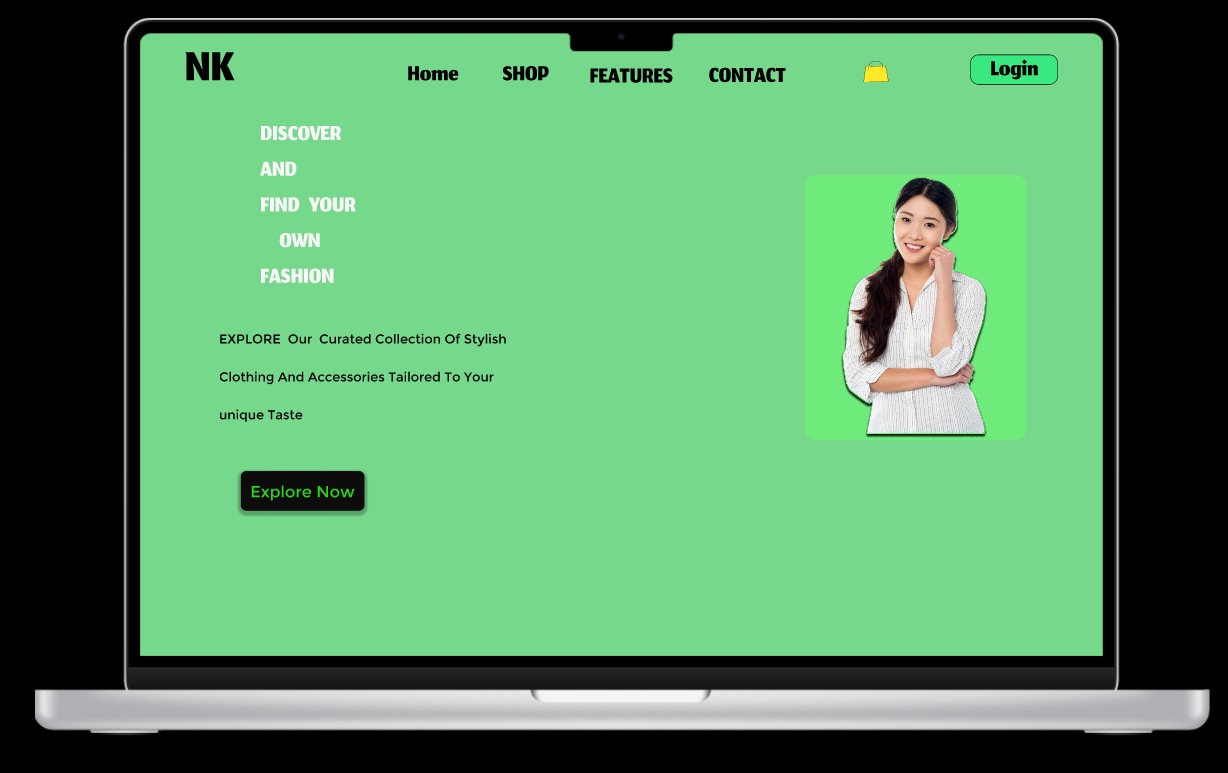 NK
Home SHOP FEATURES CONTACT Login
DISCOVER
AND
FIND YOUR
OWN
FASHION
EXPLORE Our Curated Collection Of Stylish
Clothing And Accessories Tailored To Your
unique Taste
Explore Now